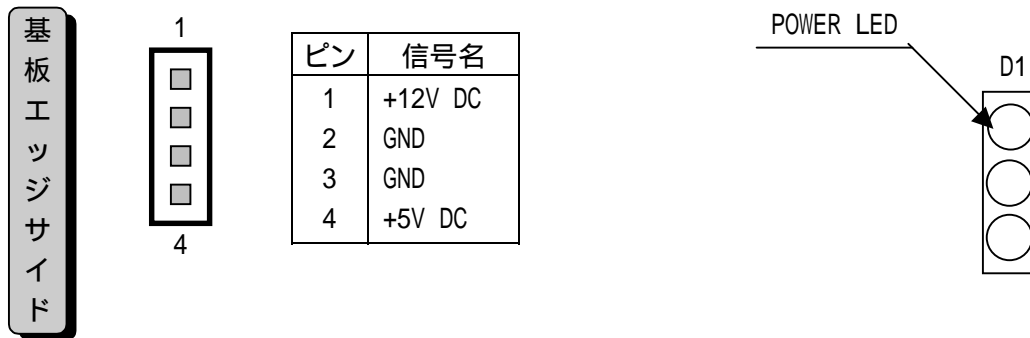 基板エッジサイド
1
4
ピン 信号名
1 +12V DC
2 GND
3 GND
4 +5V DC
POWER LED
D1